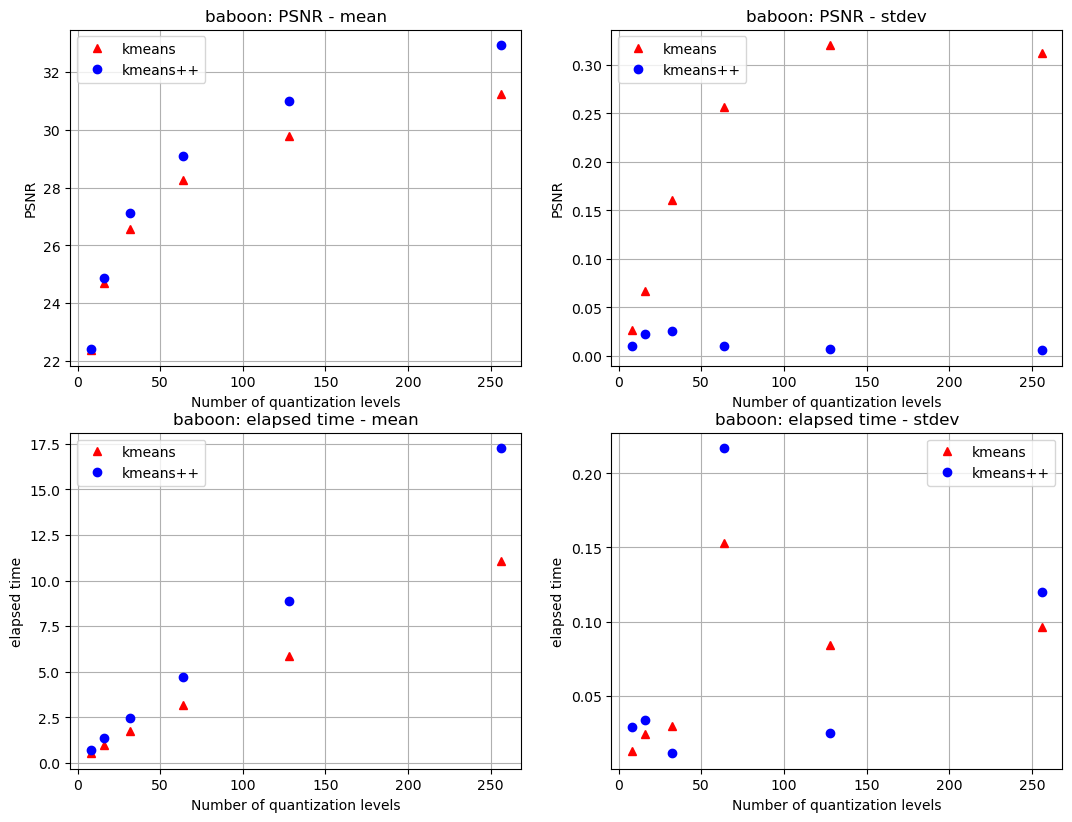 baboon: PSNR - mean
kmeans
kmeans++
32
30
28
26
24
22
PSNR
0
50
100
150
200
250
Number of quantization levels
baboon: PSNR - stdev
kmeans
kmeans++
0.30
0.25
0.20
0.15
0.10
0.05
0.00
PSNR
0
50
100
150
200
250
Number of quantization levels
baboon: elapsed time - mean
kmeans
kmeans++
17.5
15.0
12.5
10.0
7.5
5.0
2.5
0.0
elapsed time
0
50
100
150
200
250
Number of quantization levels
baboon: elapsed time - stdev
kmeans
kmeans++
0.20
0.15
0.10
0.05
elapsed time
0
50
100
150
200
250
Number of quantization levels